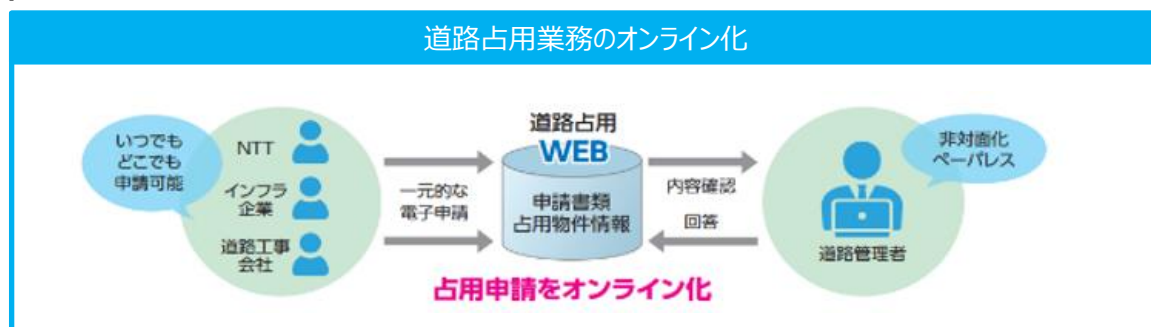 道路占用業務のオンライン化
いつでも
どこでも
申請可能
NTT
インフラ
企業
道路工事
会社
一元的な
電子申請
道路占用
WEB
申請書類
占用物件情報
内容確認
回答
非対面化
ペーパレス
道路管理者
占用申請をオンライン化